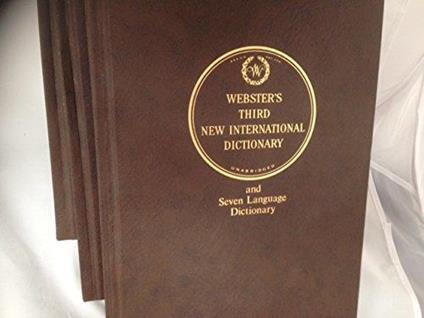 WEBSTER'S
THIRD
NEW INTERNATIONAL
DICTIONARY
UNABRIDGED
and
Seven Language
Dictionary